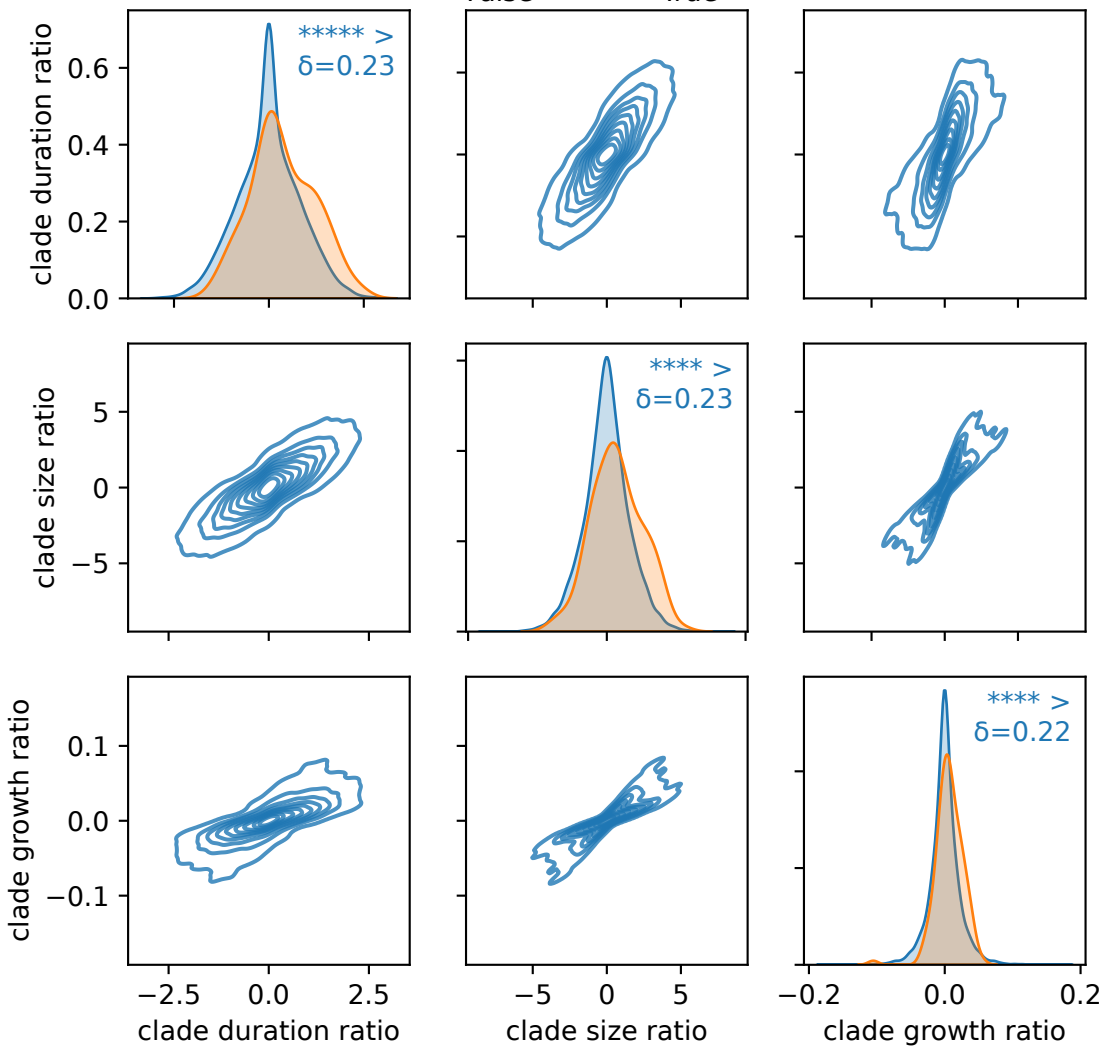 clade duration ratio
0.6
0.4
0.2
0.0
***** >
δ=0.23
clade size ratio
5
0
−5
**** >
δ=0.23
clade growth ratio
0.1
0.0
−0.1
**** >
δ=0.22
−2.5 0.0 2.5
−5 0 5
−0.2 0.0 0.2
clade duration ratio
clade size ratio
clade growth ratio